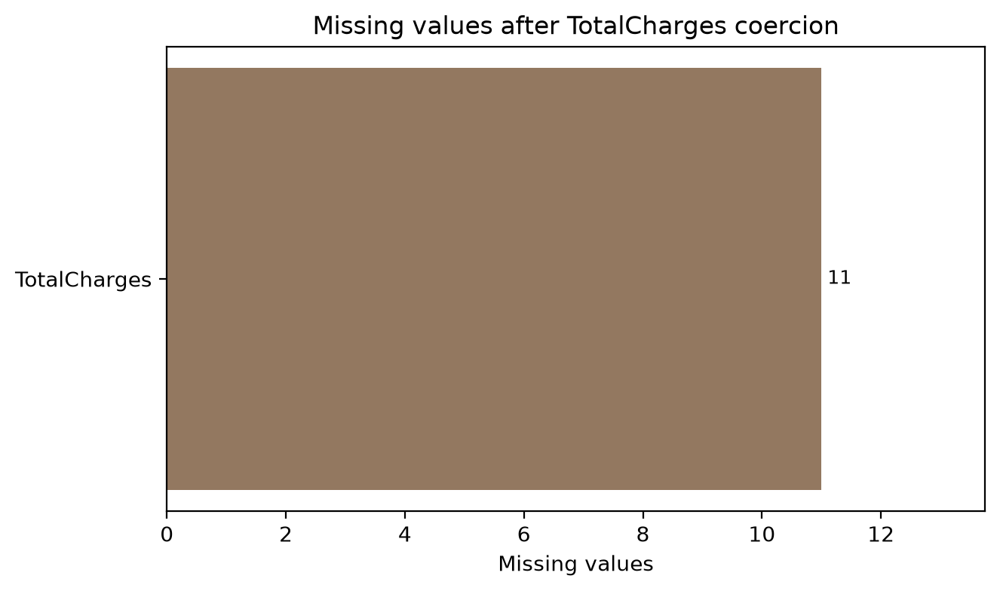 Missing values after TotalCharges coercion
TotalCharges
11
0 2 4 6 8 10 12
Missing values